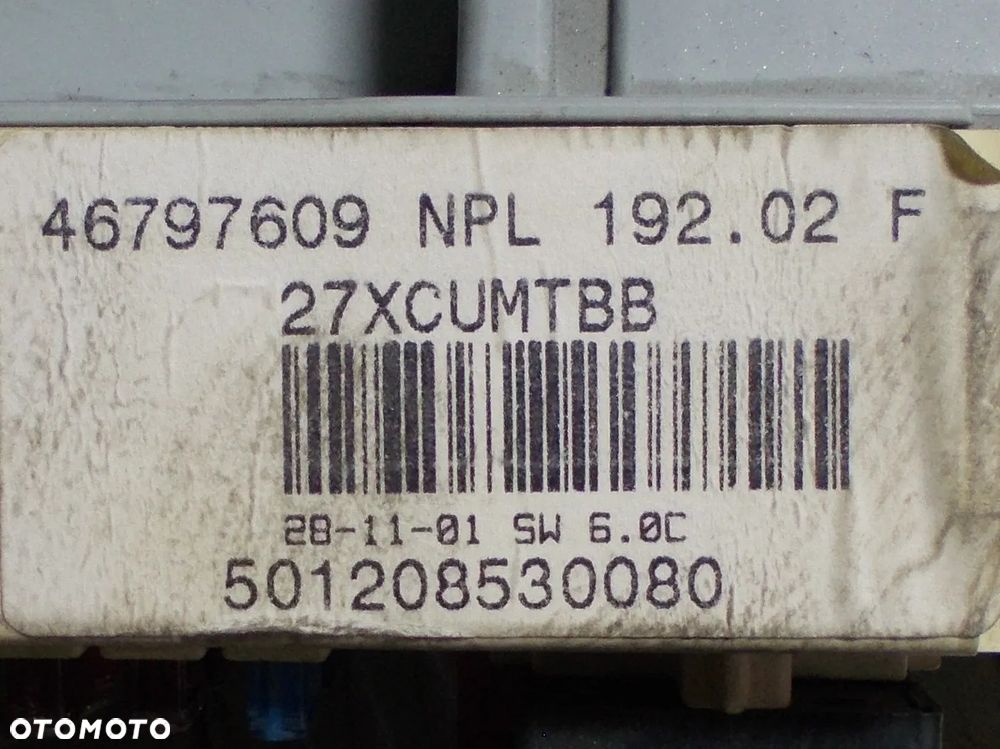 46797609 NPL 192.02 F
27XCUMTBB
28-11-01 SW 6.0C
501208530080
OTOMOTO